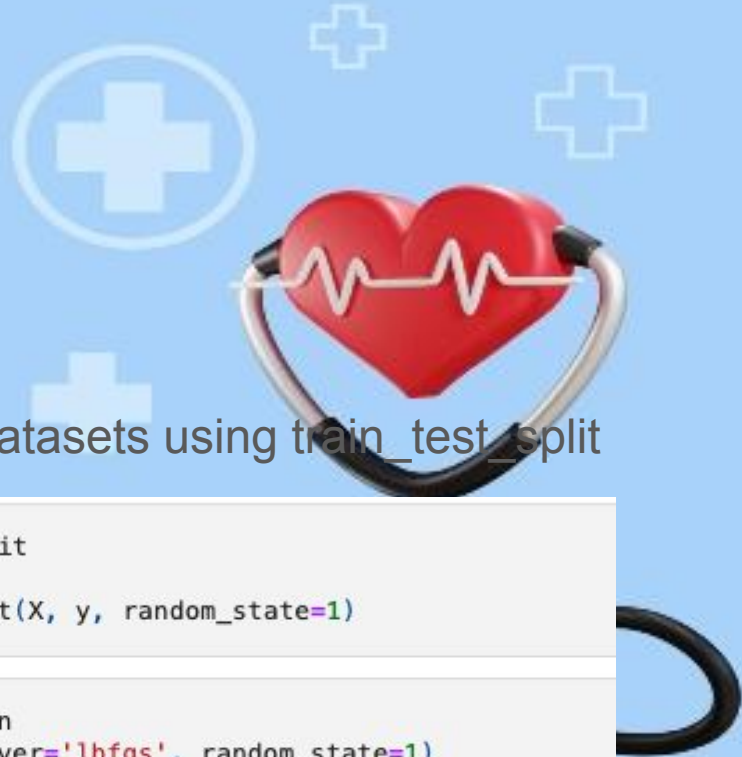 atasets using train_test_split
it
t(X, y, random_state=1)
n
ver='lbfgs', random_state=1)